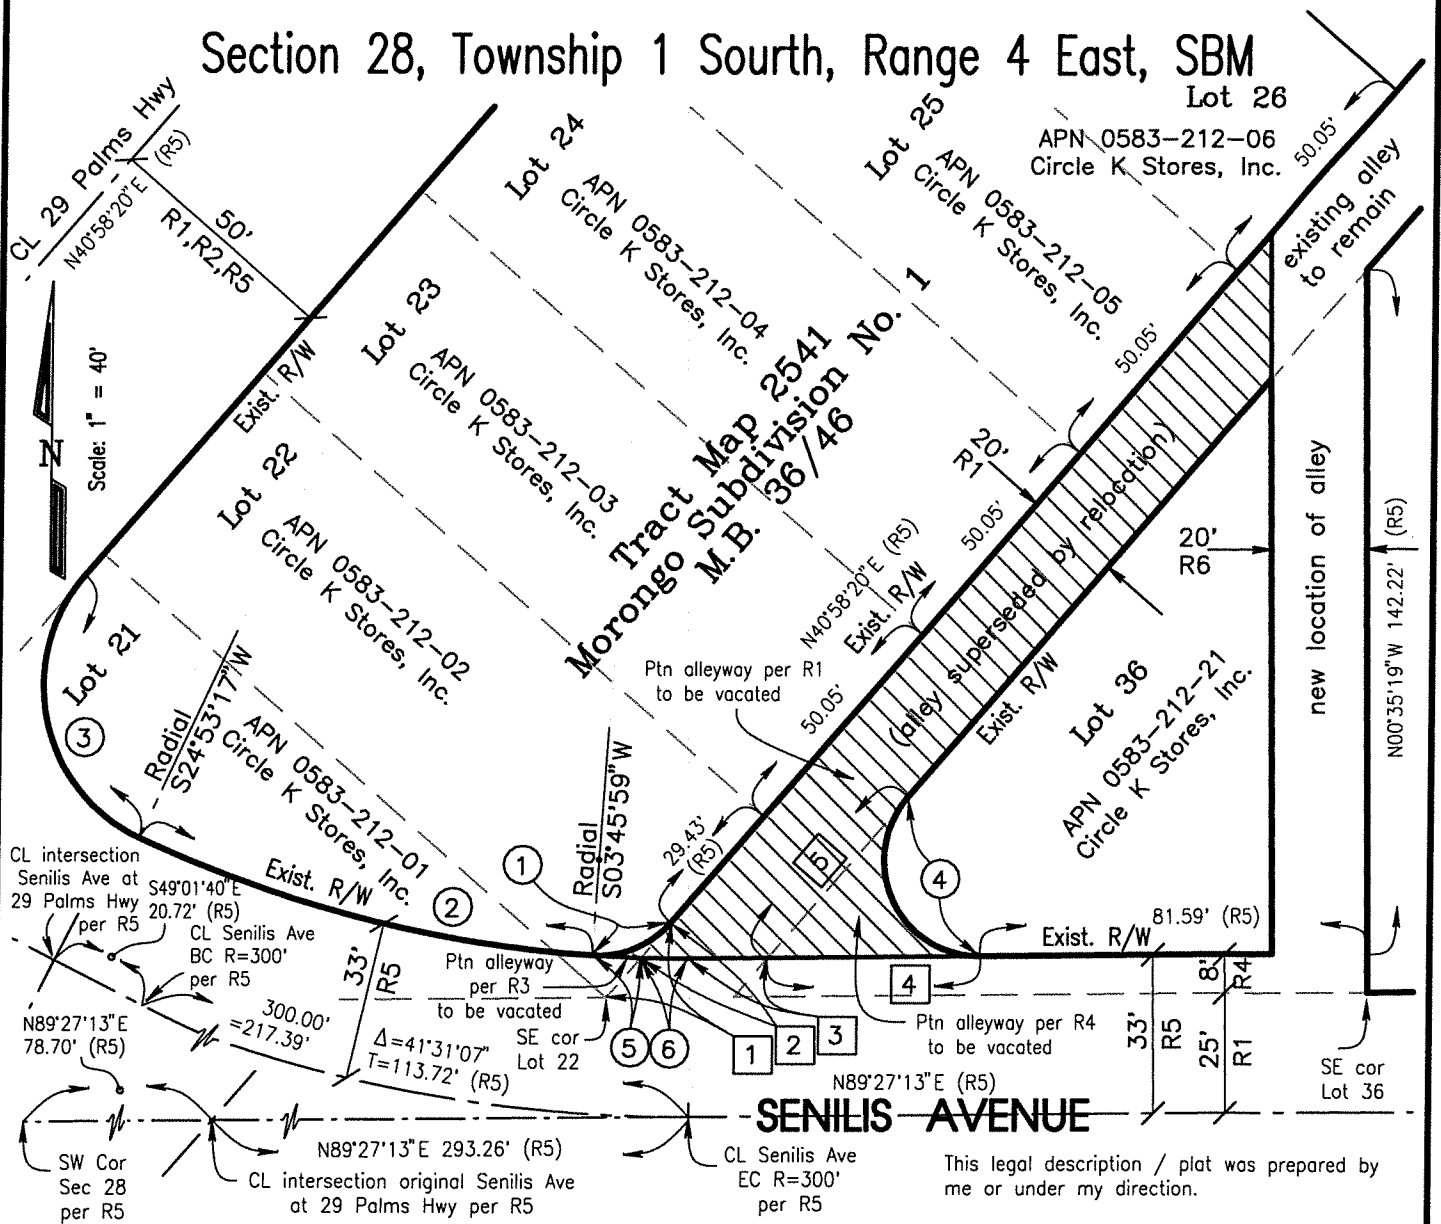 Section 28, Township 1 Sourth, Range 4 East, SBM
Lot 26
APN 0583-212-06
Circle K Stores, Inc.
50.05'
existing alley
to remain
CL 29 Palms Hwy
N40°58'20"E (R5)
50'
R1,R2,R5
Lot 24
APN 0583-212-04
Circle K Stores, Inc.
Lot 25
APN 0583-212-05
Circle K Stores, Inc.
Lot 23
APN 0583-212-03
Circle K Stores, Inc.
Exist. R/W
N
Scale: 1" = 40'
Lot 22
APN 0583-212-02
Circle K Stores, Inc.
Tract Map 2541
Morongo Subdivision No. 1
M.B. 36/46
50.05'
20'
R1
50.05'
N40°58'20"E (R5)
Exist. R/W
(alley superseded by relocation)
20'
R6
new location of alley
N00°35'19"W 142.22' (R5)
Lot 21
APN 0583-212-01
Circle K Stores, Inc.
3
Radial
S24°53'17"W
Ptn alleyway per R1
to be vacated
50.05'
Exist. R/W
Lot 36
APN 0583-212-21
Circle K Stores, Inc.
Radial
S03°45'59"W
29.43'
(R5)
1
5
4
2
Exist. R/W
81.59' (R5)
Exist. R/W
CL intersection
Senilis Ave at
29 Palms Hwy
per R5
S49°01'40"E
20.72' (R5)
CL Senilis Ave
BC R=300'
per R5
33'
R5
Ptn alleyway
per R3
to be vacated
4
8'
R4
33'
R5
25'
R1
300.00'
=217.39'
Δ=41°31'07"
T=113.72' (R5)
SE cor
Lot 22
5
6
1
2
3
Ptn alleyway per R4
to be vacated
N89°27'13"E
78.70' (R5)
N89°27'13"E (R5)
SE cor
Lot 36
SENILIS AVENUE
N89°27'13"E 293.26' (R5)
SW Cor
Sec 28
per R5
CL intersection original Senilis Ave
at 29 Palms Hwy per R5
CL Senilis Ave
EC R=300'
per R5
This legal description / plat was prepared by
me or under my direction.